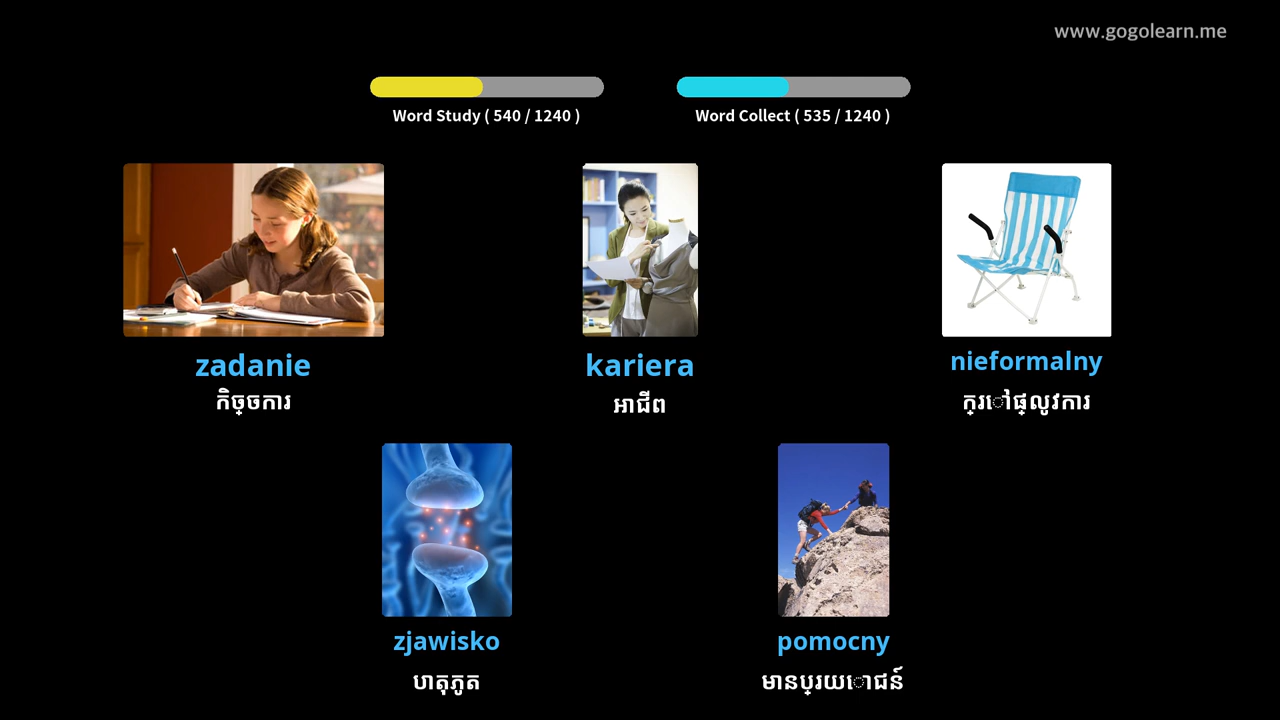 www.gogolearn.me
Word Study ( 540 / 1240 )
Word Collect ( 535 / 1240 )
zadanie
កិច្ចការ
kariera
អាជីព
nieformalny
ក្រៅផ្លូវការ
zjawisko
បាតុភូត
pomocny
មានប្រយោជន៍